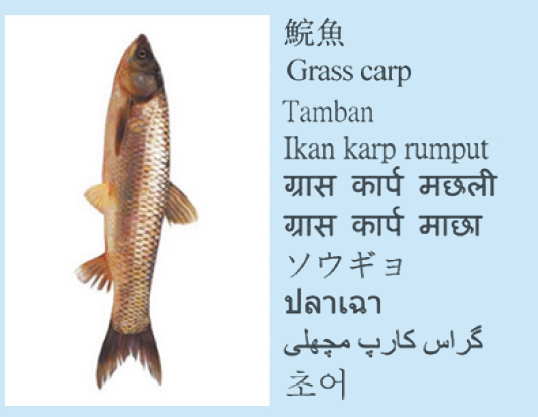 鯇魚
Grass carp
Tamban
Ikan karp rumput
ग्रास कार्प मछली
ग्रास कार्प माछा
ソウギョ
ปลาเฉา
گراس کارپ مچھلی
초어